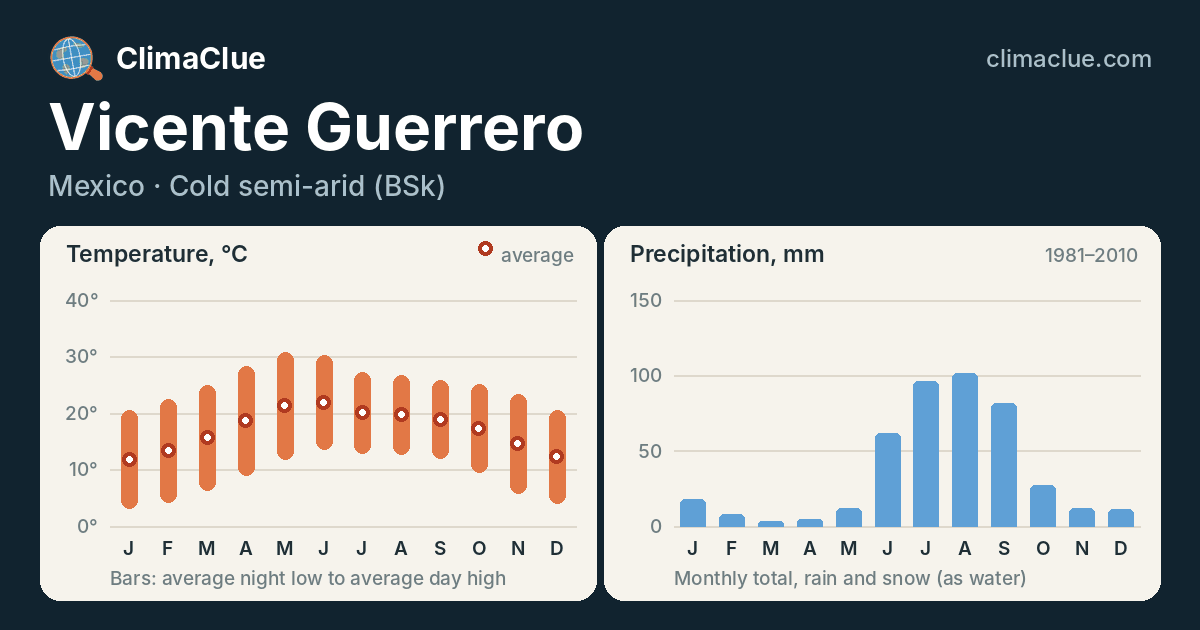 ClimaClue
climaclue.com
Vicente Guerrero
Mexico · Cold semi-arid (BSk)
Temperature, °C
average
40°
30°
20°
10°
0°
J F M A M J J A S O N D
Bars: average night low to average day high
Precipitation, mm
1981–2010
150
100
50
0
J F M A M J J A S O N D
Monthly total, rain and snow (as water)